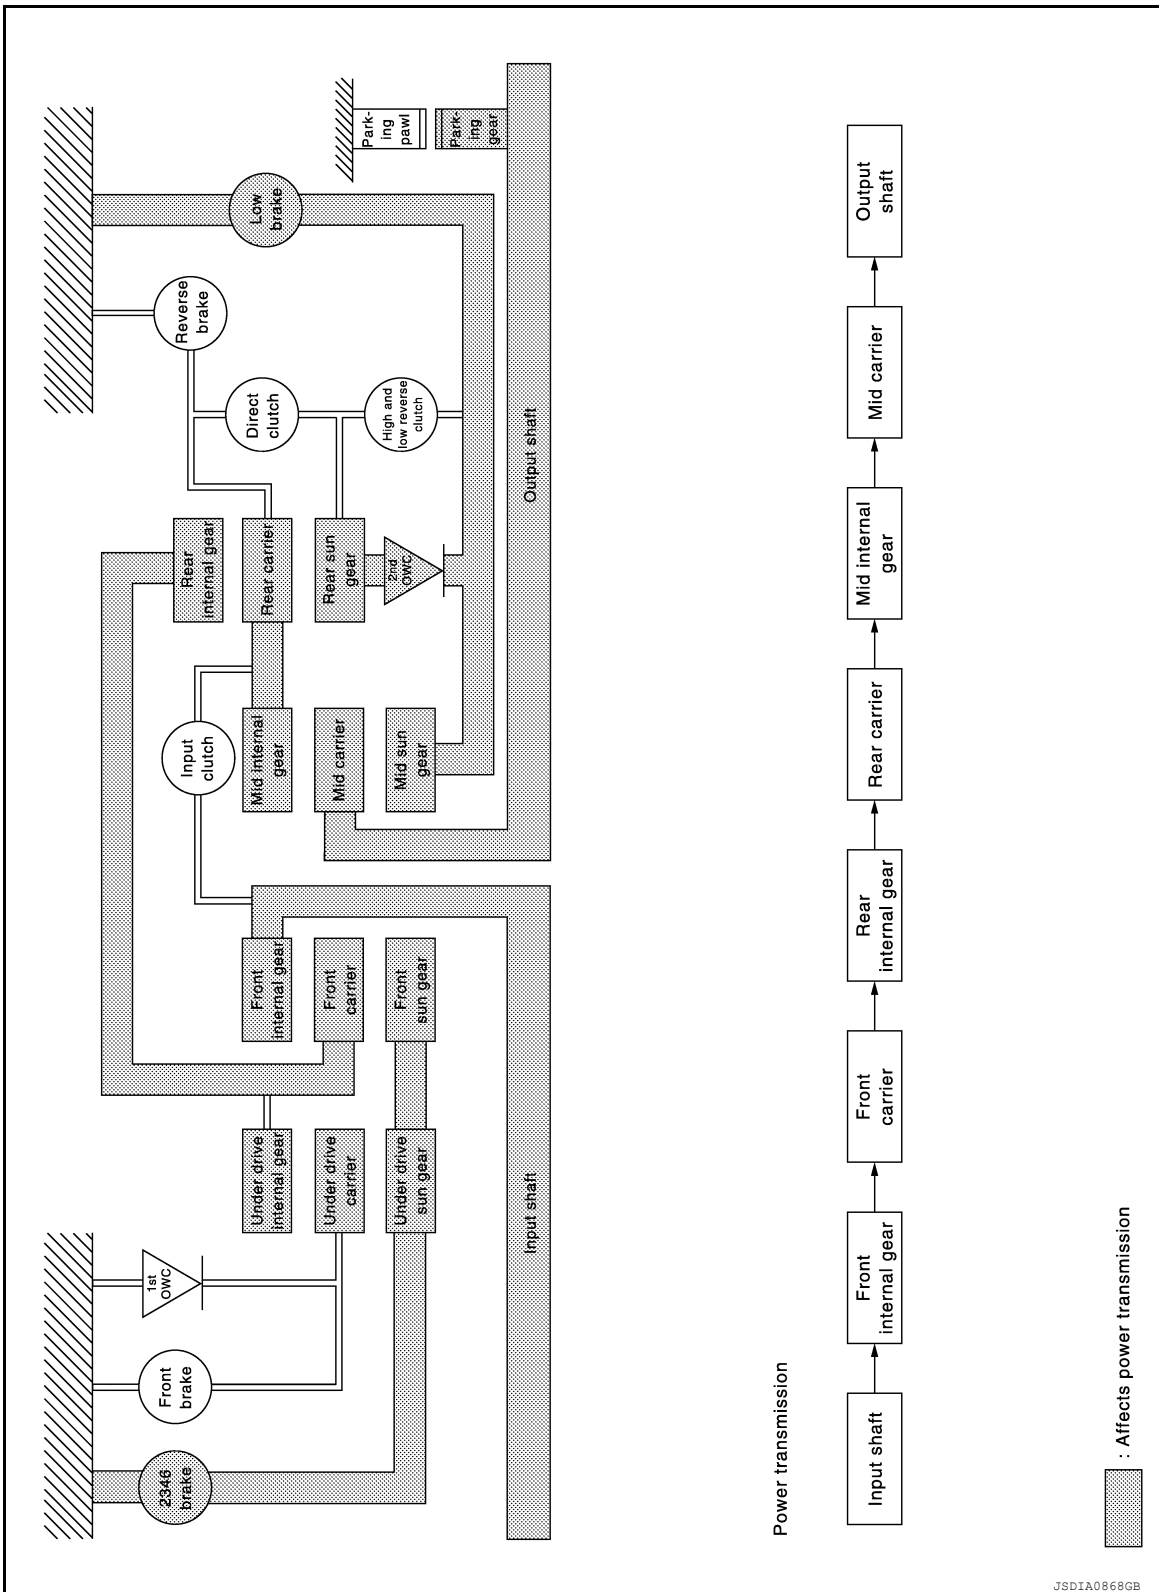 Park-
ing
pawl
Park-
ing
gear
Low
brake
Reverse
brake
Direct
clutch
High and
low reverse
clutch
Output shaft
Rear
internal gear
Rear carrier
Rear sun
gear
2nd
OWC
Input
clutch
Mid internal
gear
Mid carrier
Mid sun
gear
Front
internal gear
Front
carrier
Front
sun gear
Under drive
internal gear
Under drive
carrier
Under drive
sun gear
Input shaft
1st
OWC
Front
brake
2346
brake
Power transmission
Input shaft
Front
internal gear
Front
carrier
Rear
internal gear
Rear carrier
Mid internal
gear
Mid carrier
Output
shaft
: Affects power transmission
JSDIA0868GB